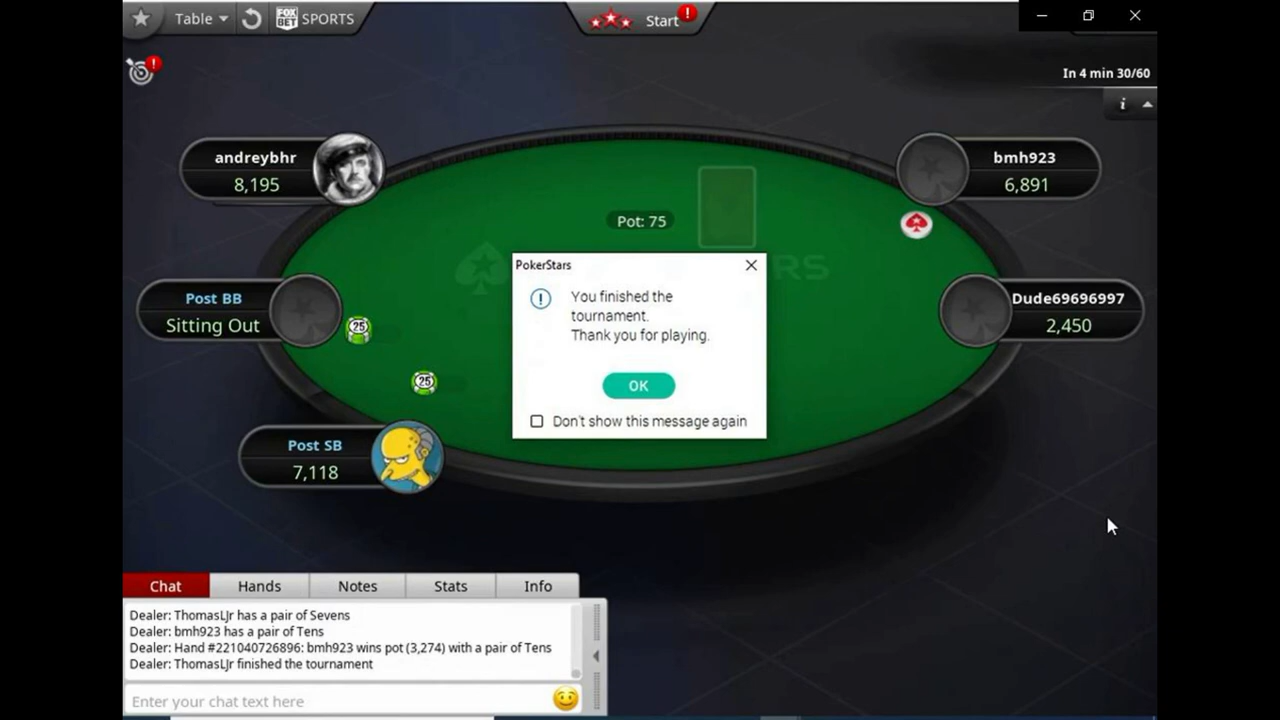 Table
FOX
BET
SPORTS
Start
!
!
In 4 min 30/60
i
andreybhr
8,195
bmh923
6,891
Pot: 75
RS
PokerStars
You finished the
tournament.
Thank you for playing.
OK
Don't show this message again
Post BB
Sitting Out
25
Dude69696997
2,450
25
Post SB
7,118
Chat
Hands
Notes
Stats
Info
Dealer: ThomasLJr has a pair of Sevens
Dealer: bmh923 has a pair of Tens
Dealer: Hand #221040726896: bmh923 wins pot (3,274) with a pair of Tens
Dealer: ThomasLJr finished the tournament
Enter your chat text here